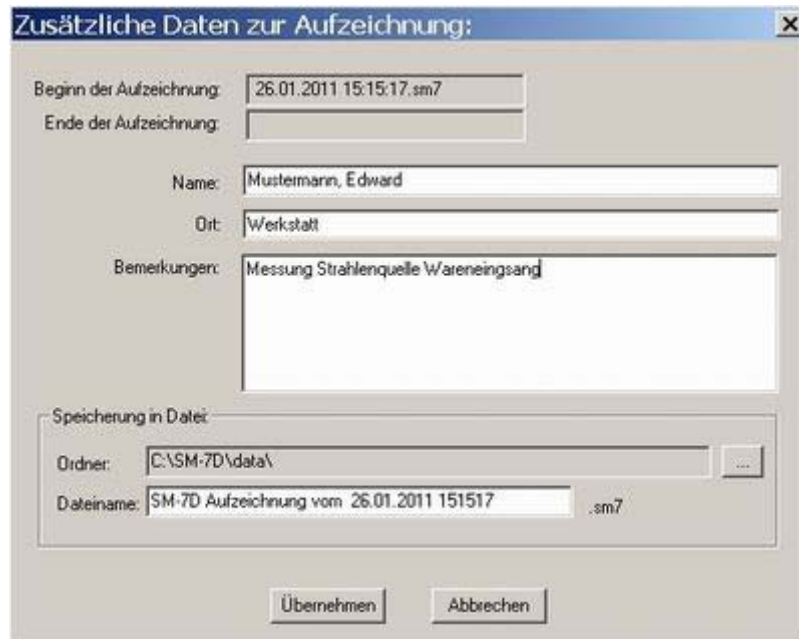 Zusätzliche Daten zur Aufzeichnung:
Beginn der Aufzeichnung: 26.01.2011 15:15:17.sm7
Ende der Aufzeichnung:
Name: Mustermann, Edward
Ort: Werkstatt
Bemerkungen: Messung Strahlenquelle Wareneingsang
Speicherung in Datei:
Ordner: C:\SM-7D\data\ ...
Dateiname: SM-7D Aufzeichnung vom 26.01.2011 151517 .sm7
Übernehmen Abbrechen